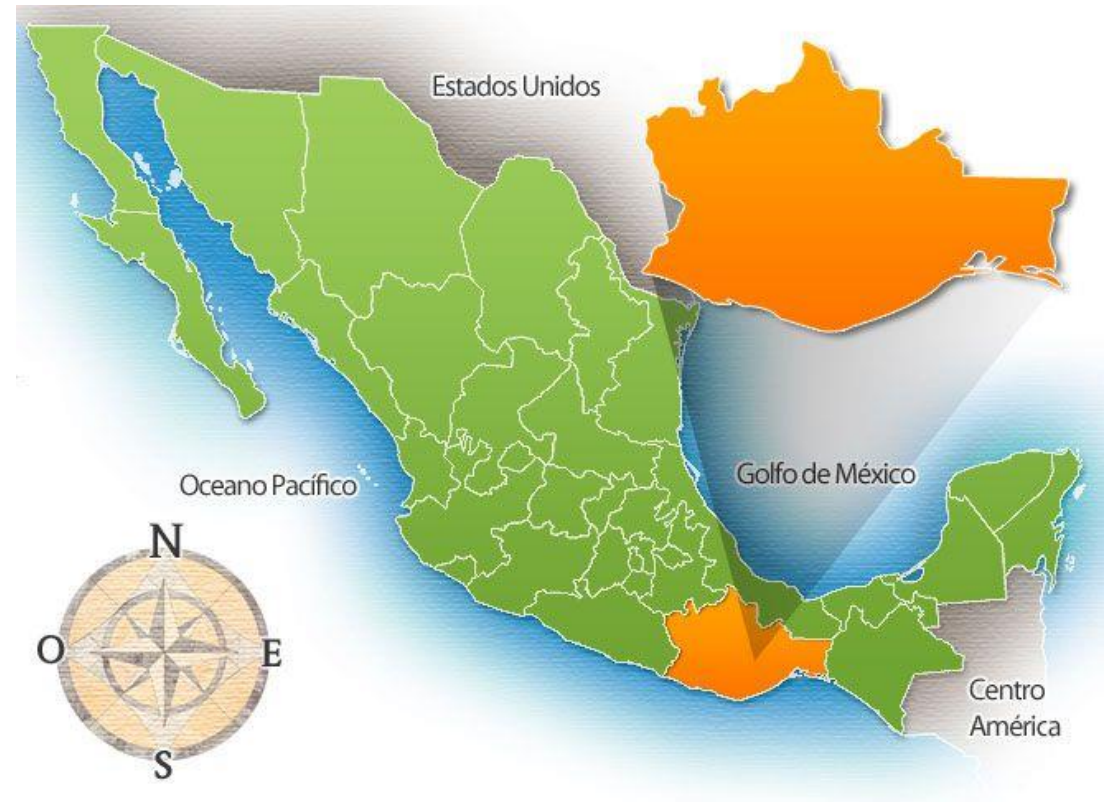 Estados Unidos
Golfo de México
Oceano Pacífico
N
O
E
S
Centro
América